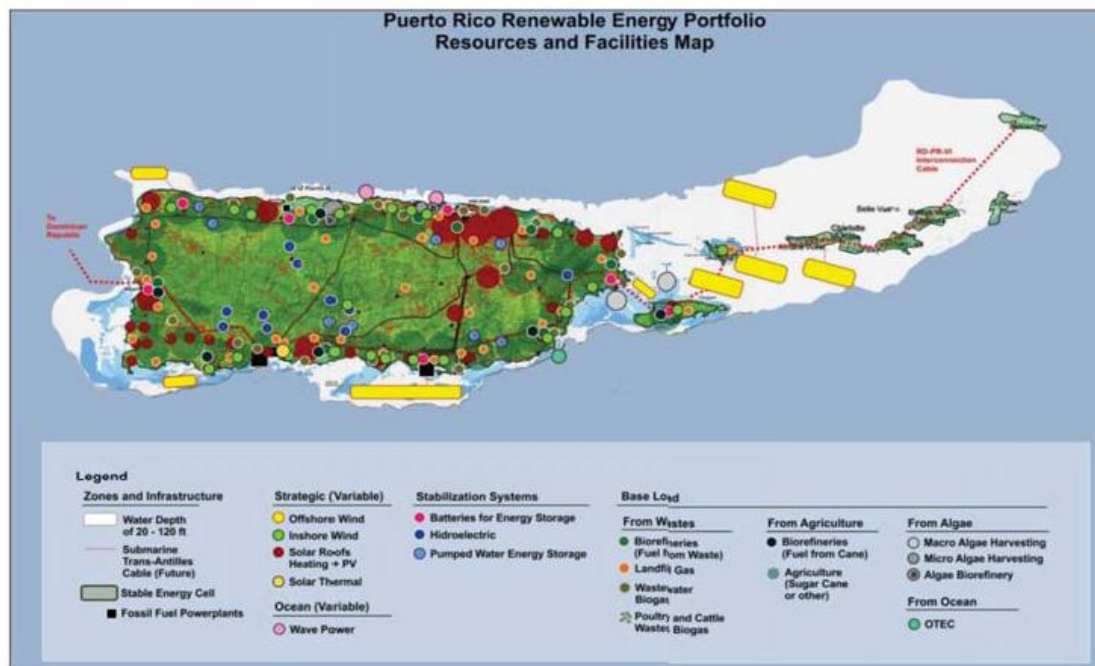 Puerto Rico Renewable Energy Portfolio
Resources and Facilities Map
RD-PR-VI
Interconnection
Cable
To
Dominican
Republic
Charlotte
Legend
Zones and Infrastructure
Water Depth
of 20 - 120 ft
Submarine
Trans-Antilles
Cable (Future)
Stable Energy Cell
Fossil Fuel Powerplants
Strategic (Variable)
Offshore Wind
Inshore Wind
Solar Roofs
Heating + PV
Solar Thermal
Ocean (Variable)
Wave Power
Stabilization Systems
Batteries for Energy Storage
Hidroelectric
Pumped Water Energy Storage
Base Load
From Wastes
Biorefineries
(Fuel from Waste)
Landfill Gas
Wastewater
Biogas
Poultry and Cattle
Wastes Biogas
From Agriculture
Biorefineries
(Fuel from Cane)
Agriculture
(Sugar Cane
or other)
From Algae
Macro Algae Harvesting
Micro Algae Harvesting
Algae Biorefinery
From Ocean
OTEC